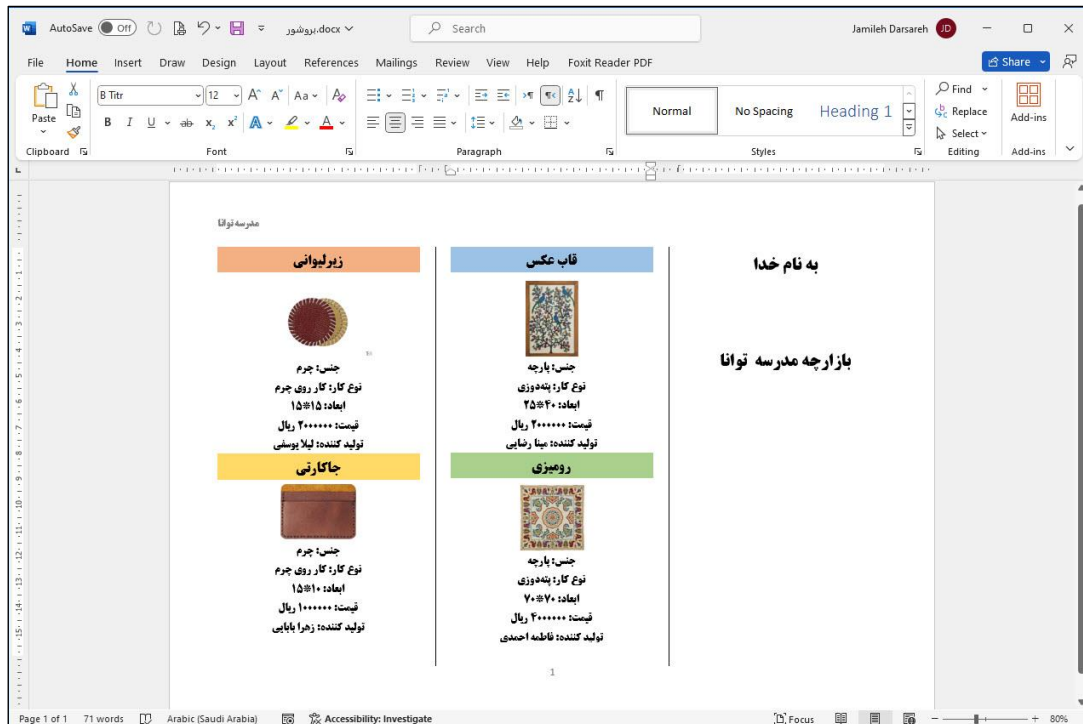 AutoSave Off بروشور.docx Search Jamileh Darsareh JD
File Home Insert Draw Design Layout References Mailings Review View Help Foxit Reader PDF Share
Paste B Titr 12 Aa Normal No Spacing Heading 1 Find
Replace
Select
Add-ins
Clipboard Font Paragraph Styles Editing Add-ins
مدرسه توانا
به نام خدا
بازارچه مدرسه توانا
قاب عکس
جنس: پارچه
نوع کار: پته‌دوزی
ابعاد: ۴۰*۲۵
قیمت: ۲۰۰۰۰۰۰ ریال
تولید کننده: مینا رضایی
رومیزی
جنس: پارچه
نوع کار: پته‌دوزی
ابعاد: ۷۰*۷۰
قیمت: ۴۰۰۰۰۰۰ ریال
تولید کننده: فاطمه احمدی
زیرلیوانی
جنس: چرم
نوع کار: کار روی چرم
ابعاد: ۱۵*۱۵
قیمت: ۲۰۰۰۰۰۰ ریال
تولید کننده: لیلا یوسفی
جاکارتی
جنس: چرم
نوع کار: کار روی چرم
ابعاد: ۱۰*۱۵
قیمت: ۱۰۰۰۰۰۰ ریال
تولید کننده: زهرا بابایی
1
Page 1 of 1 71 words Arabic (Saudi Arabia) Accessibility: Investigate Focus 80%